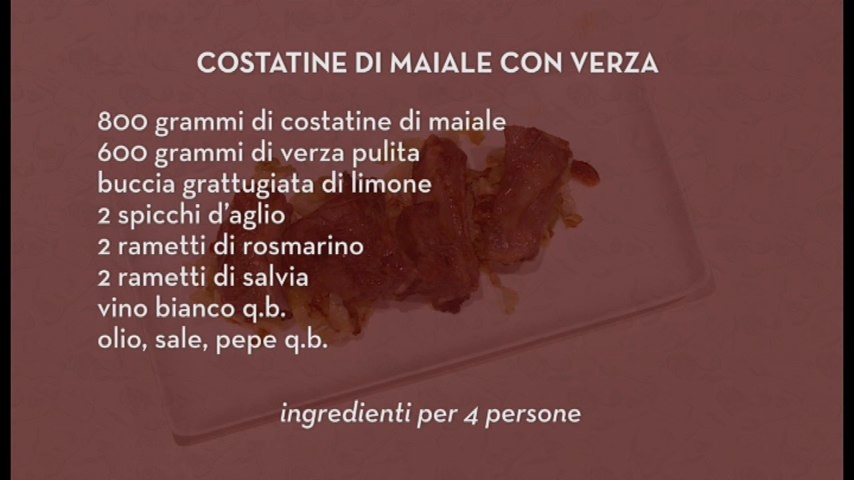 COSTATINE DI MAIALE CON VERZA
800 grammi di costatine di maiale
600 grammi di verza pulita
buccia grattugiata di limone
2 spicchi d'aglio
2 rametti di rosmarino
2 rametti di salvia
vino bianco q.b.
olio, sale, pepe q.b.
ingredienti per 4 persone